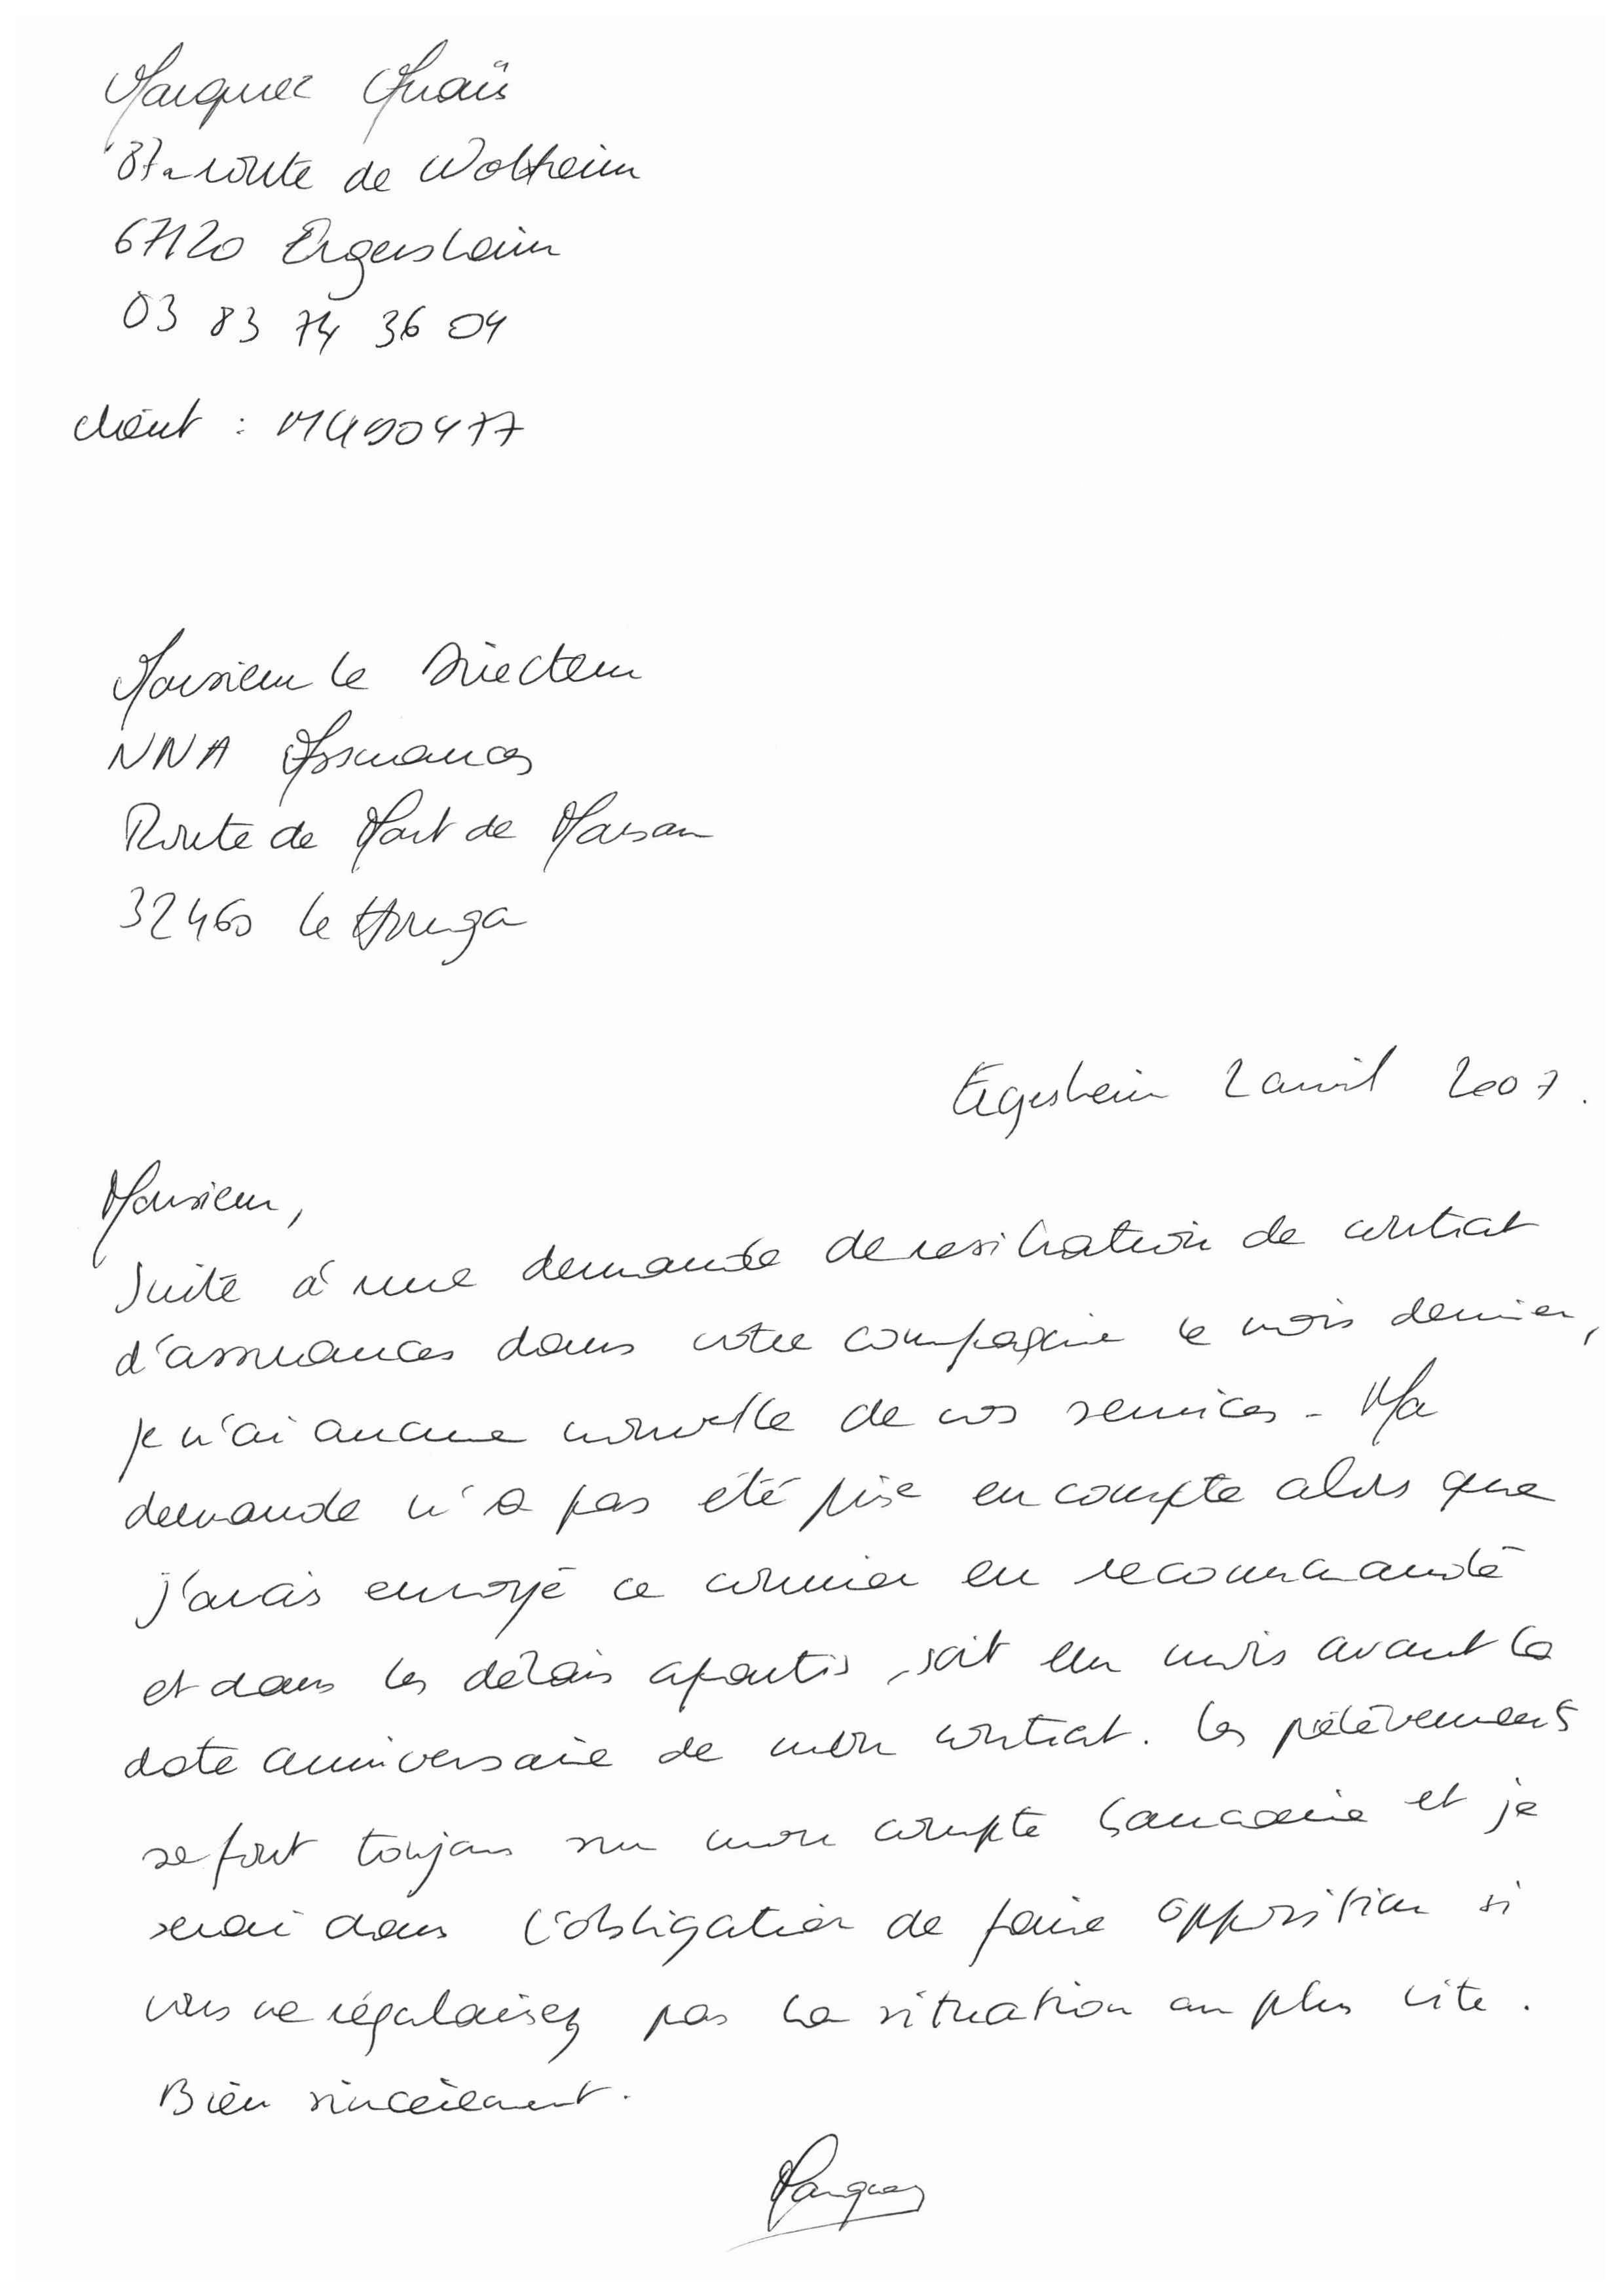 Marquez Anaïs
37 route de Wolxheim
67120 Ergersheim
03 83 74 36 04
client :
Monsieur le Directeur
NNA Assurances
Route de Mont de Marsan
32460 Le Houga
Ergersheim 2 avril 2007.
Monsieur,
Suite à une demande de resiliation de contrat
d'assurances dans votre compagnie le mois dernier,
je n'ai aucune nouvelle de vos services. Ma
demande n'a pas été prise en compte alors que
j'avais envoyé ce courrier en recommandé
et dans les délais apartis, soit un mois avant la
date anniversaire de mon contrat. Les prélèvements
se font toujours sur mon compte bancaire et je
serai dans l'obligation de faire opposition si
vous ne régularisez pas la situation au plus vite.
Bien sincèrement.
Marquez